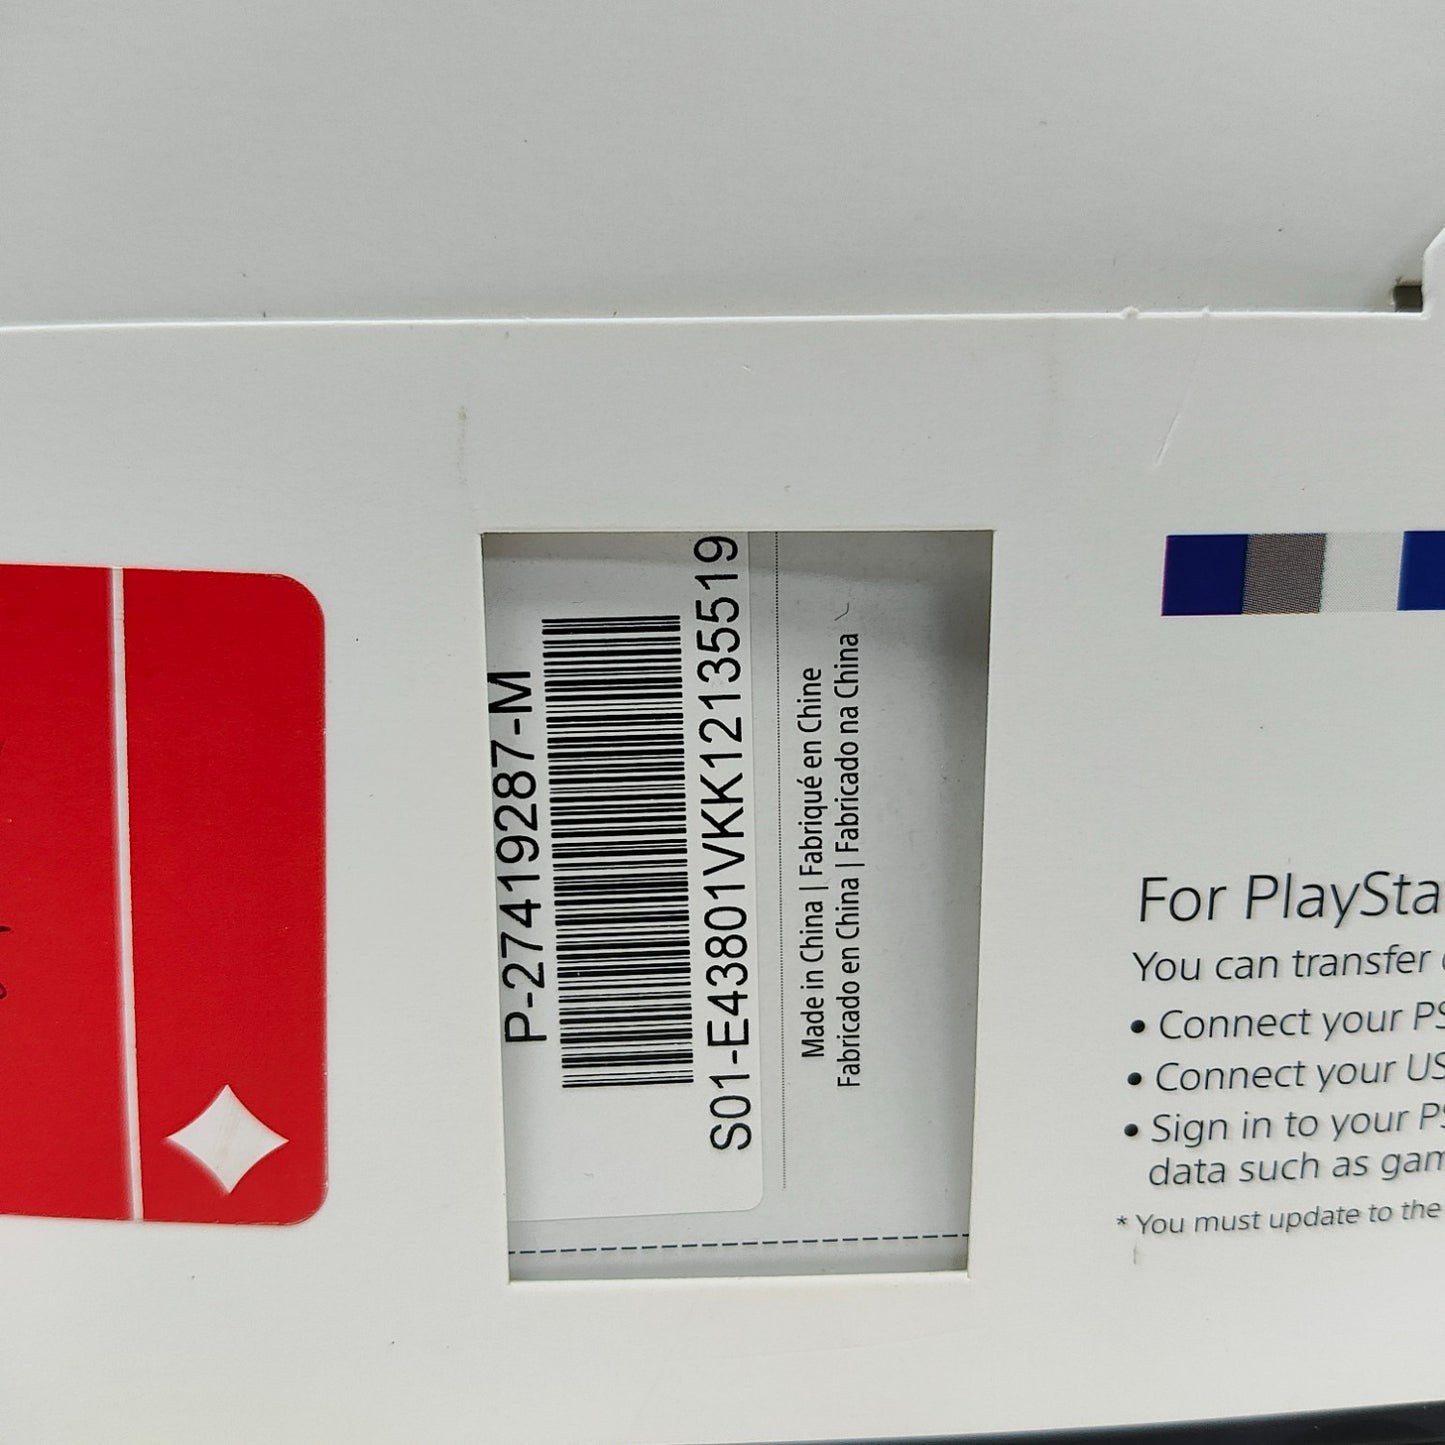 P-27419287-M
S01-E43801VKK12135519
Made in China | Fabriqué en Chine
Fabricado en China | Fabricado na China
For PlaySta
You can transfer
• Connect your PS
• Connect your US
• Sign in to your PS
data such as gam
* You must update to the